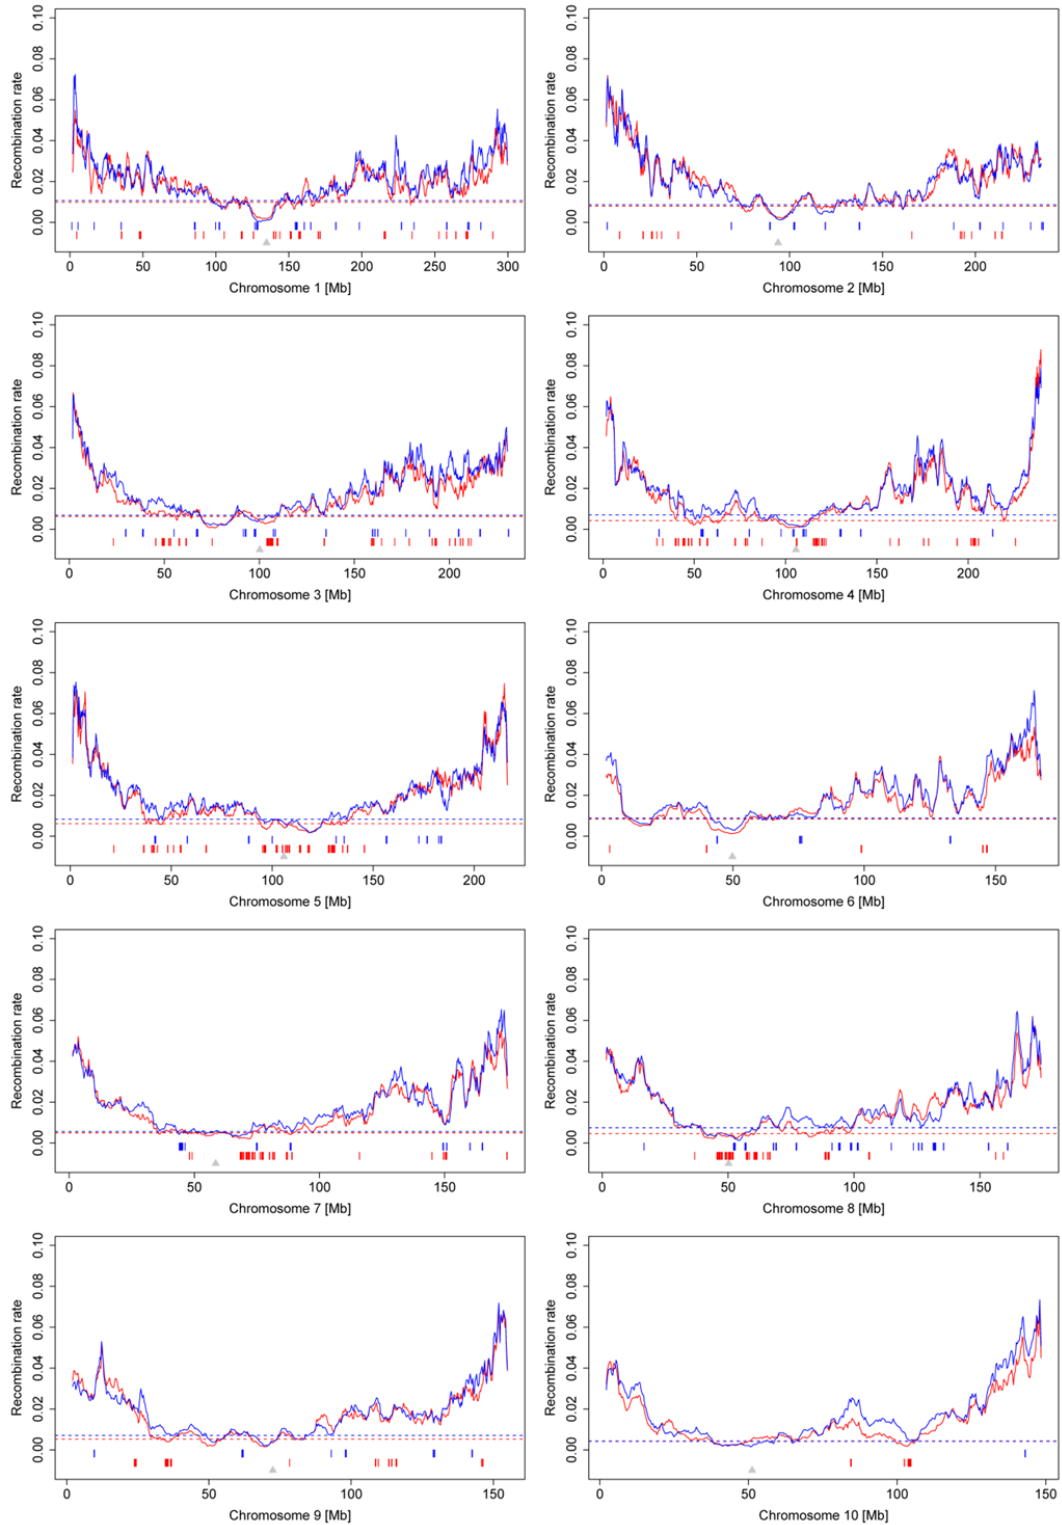 Recombination rate
0.00 0.02 0.04 0.06 0.08 0.10
0 50 100 150 200 250 300
Chromosome 1 [Mb]
Recombination rate
0.00 0.02 0.04 0.06 0.08 0.10
0 50 100 150 200
Chromosome 2 [Mb]
Recombination rate
0.00 0.02 0.04 0.06 0.08 0.10
0 50 100 150 200
Chromosome 3 [Mb]
Recombination rate
0.00 0.02 0.04 0.06 0.08 0.10
0 50 100 150 200
Chromosome 4 [Mb]
Recombination rate
0.00 0.02 0.04 0.06 0.08 0.10
0 50 100 150 200
Chromosome 5 [Mb]
Recombination rate
0.00 0.02 0.04 0.06 0.08 0.10
0 50 100 150
Chromosome 6 [Mb]
Recombination rate
0.00 0.02 0.04 0.06 0.08 0.10
0 50 100 150
Chromosome 7 [Mb]
Recombination rate
0.00 0.02 0.04 0.06 0.08 0.10
0 50 100 150
Chromosome 8 [Mb]
Recombination rate
0.00 0.02 0.04 0.06 0.08 0.10
0 50 100 150
Chromosome 9 [Mb]
Recombination rate
0.00 0.02 0.04 0.06 0.08 0.10
0 50 100 150
Chromosome 10 [Mb]